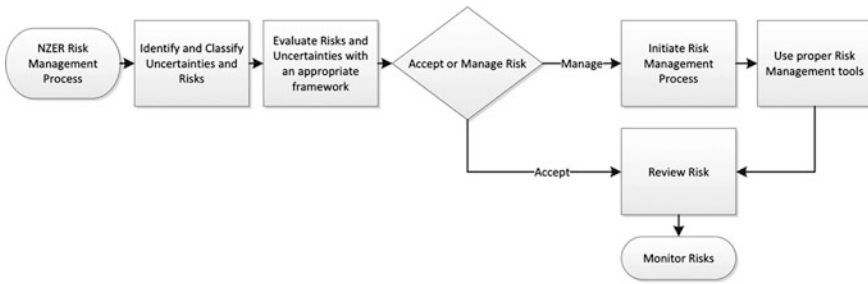 NZER Risk
Management
Process
Identify and Classify
Uncertainties and
Risks
Evaluate Risks and
Uncertainties with
an appropriate
framework
Accept or Manage Risk
Manage
Initiate Risk
Management
Process
Use proper Risk
Management tools
Accept
Review Risk
Monitor Risks